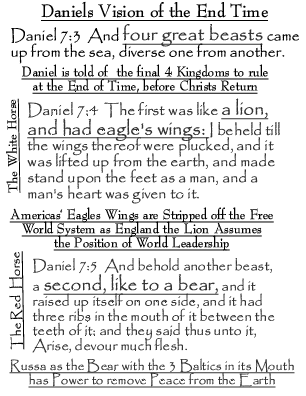 Daniels Vision of the End Time
Daniel 7:3 And four great beasts came
up from the sea, diverse one from another.
Daniel is told of the final 4 Kingdoms to rule
at the End of Time, before Christs Return
The White Horse
Daniel 7:4 The first was like a lion,
and had eagle's wings: I beheld till
the wings thereof were plucked, and it
was lifted up from the earth, and made
stand upon the feet as a man, and a
man's heart was given to it.
Americas' Eagles Wings are Stripped off the Free
World System as England the Lion Assumes
the Position of World Leadership
The Red Horse
Daniel 7:5 And behold another beast,
a second, like to a bear, and it
raised up itself on one side, and it had
three ribs in the mouth of it between the
teeth of it; and they said thus unto it,
Arise, devour much flesh.
Russa as the Bear with the 3 Baltics in its Mouth
has Power to remove Peace from the Earth